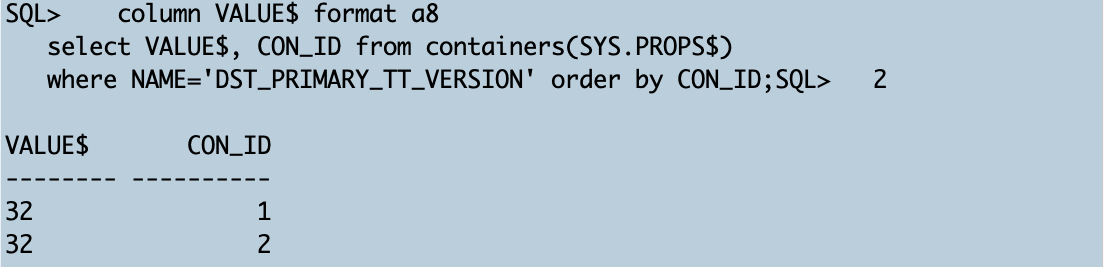 SQL>    column VALUE$ format a8
   select VALUE$, CON_ID from containers(SYS.PROPS$)
   where NAME='DST_PRIMARY_TT_VERSION' order by CON_ID;SQL>   2

VALUE$       CON_ID
-------- ----------
32                1
32                2